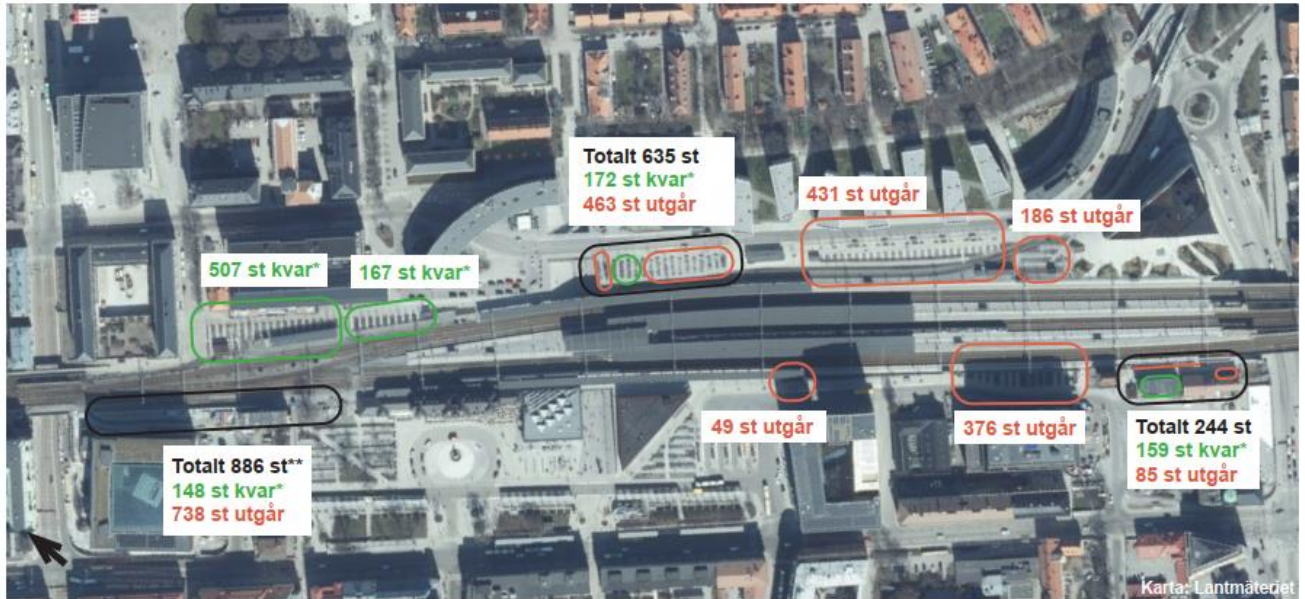 Totalt 635 st
172 st kvar*
463 st utgår
431 st utgår
186 st utgår
507 st kvar*
167 st kvar*
49 st utgår
376 st utgår
Totalt 244 st
159 st kvar*
85 st utgår
Totalt 886 st**
148 st kvar*
738 st utgår
Karta: Lantmäteriet